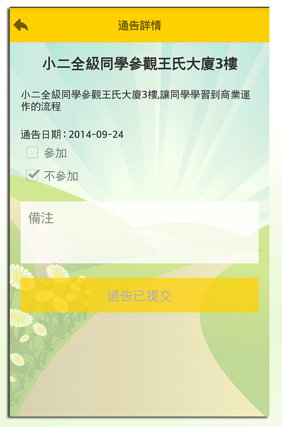 通告詳情
小二全級同學參觀王氏大廈3樓
小二全級同學參觀王氏大廈3樓,讓同學學習到商業運
作的流程
通告日期 : 2014-09-24
參加
不參加
備注
通告已提交